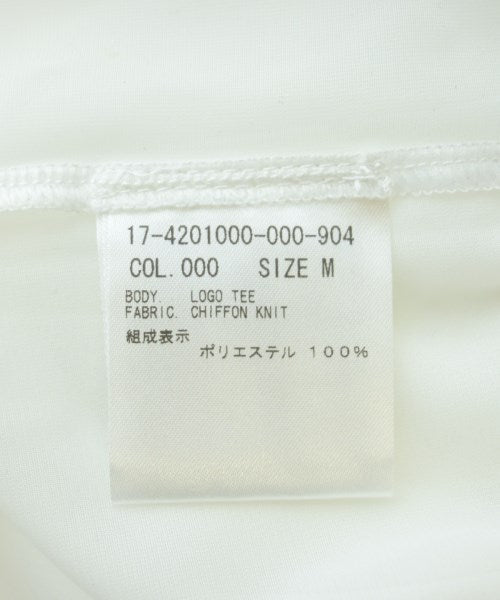 17-4201000-000-904
COL.000 SIZE M
BODY. LOGO TEE
FABRIC. CHIFFON KNIT
組成表示
ポリエステル 100%